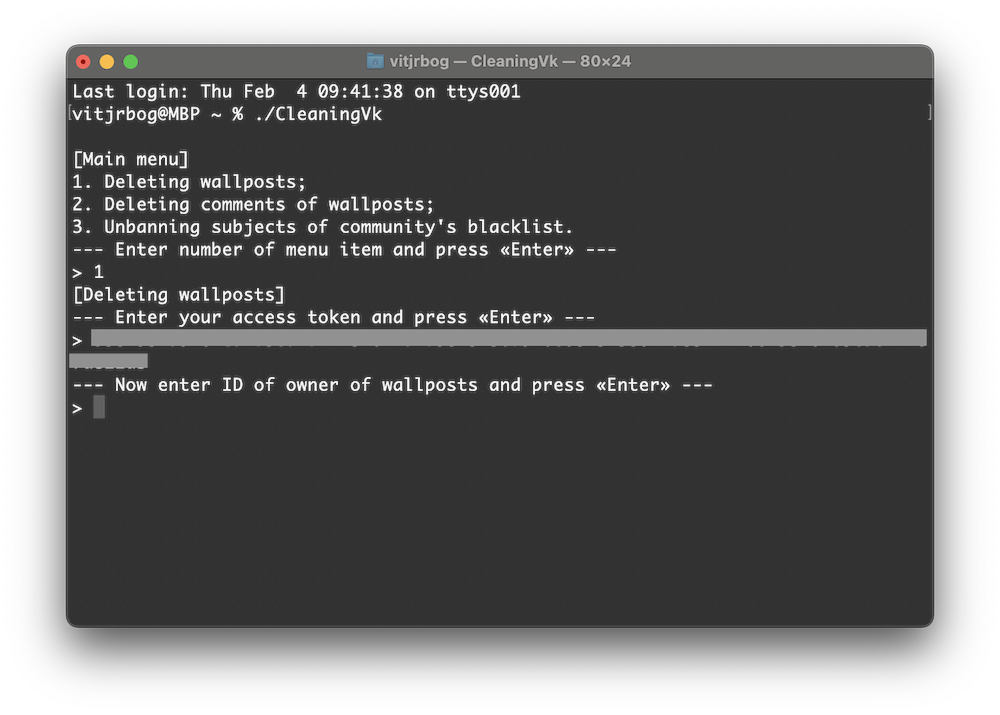 vitjrbog — CleaningVk — 80×24
Last login: Thu Feb  4 09:41:38 on ttys001
[vitjrbog@MBP ~ % ./CleaningVk ]
[Main menu]
1. Deleting wallposts;
2. Deleting comments of wallposts;
3. Unbanning subjects of community's blacklist.
--- Enter number of menu item and press «Enter» ---
> 1
[Deleting wallposts]
--- Enter your access token and press «Enter» ---
>
--- Now enter ID of owner of wallposts and press «Enter» ---
>